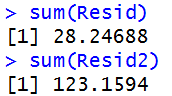 > sum(Resid)
[1] 28.24688
> sum(Resid2)
[1] 123.1594